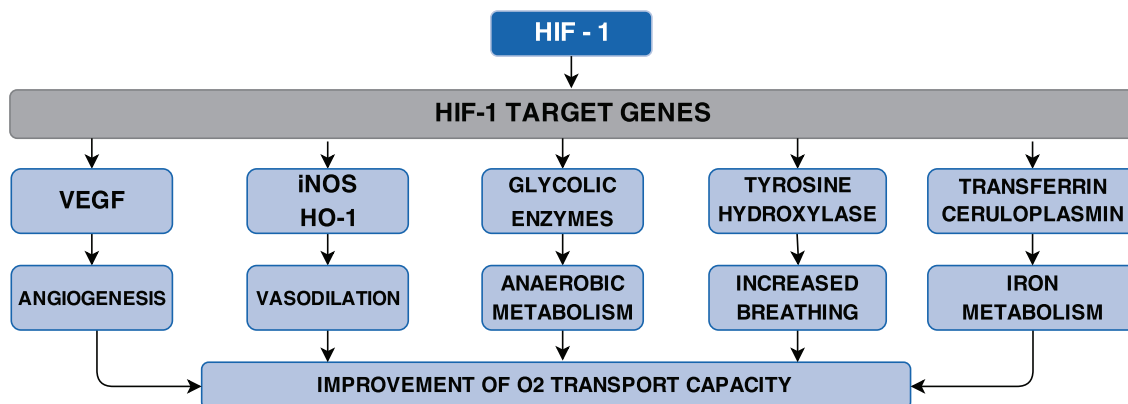 HIF - 1
HIF-1 TARGET GENES
VEGF
iNOS
HO-1
GLYCOLIC
ENZYMES
TYROSINE
HYDROXYLASE
TRANSFERRIN
CERULOPLASMIN
ANGIOGENESIS
VASODILATION
ANAEROBIC
METABOLISM
INCREASED
BREATHING
IRON
METABOLISM
IMPROVEMENT OF O2 TRANSPORT CAPACITY